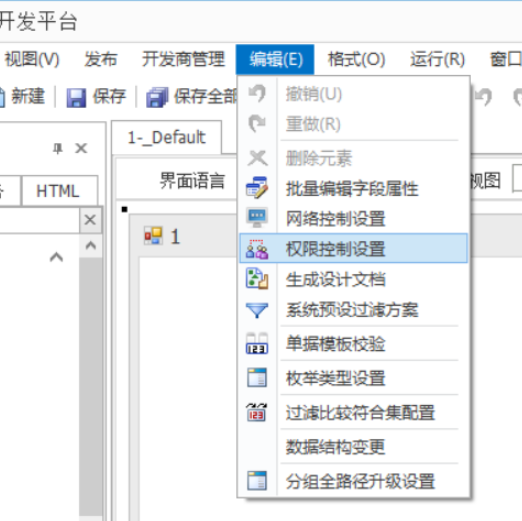 开发平台
视图(V) 发布 开发商管理 编辑(E) 格式(O) 运行(R) 窗口
新建 保存 保存全部
撤销(U)
重做(R)
1-_Default
删除元素
HTML
界面语言
视图
批量编辑字段属性
网络控制设置
1
权限控制设置
生成设计文档
系统预设过滤方案
单据模板校验
枚举类型设置
过滤比较符合集配置
数据结构变更
分组全路径升级设置